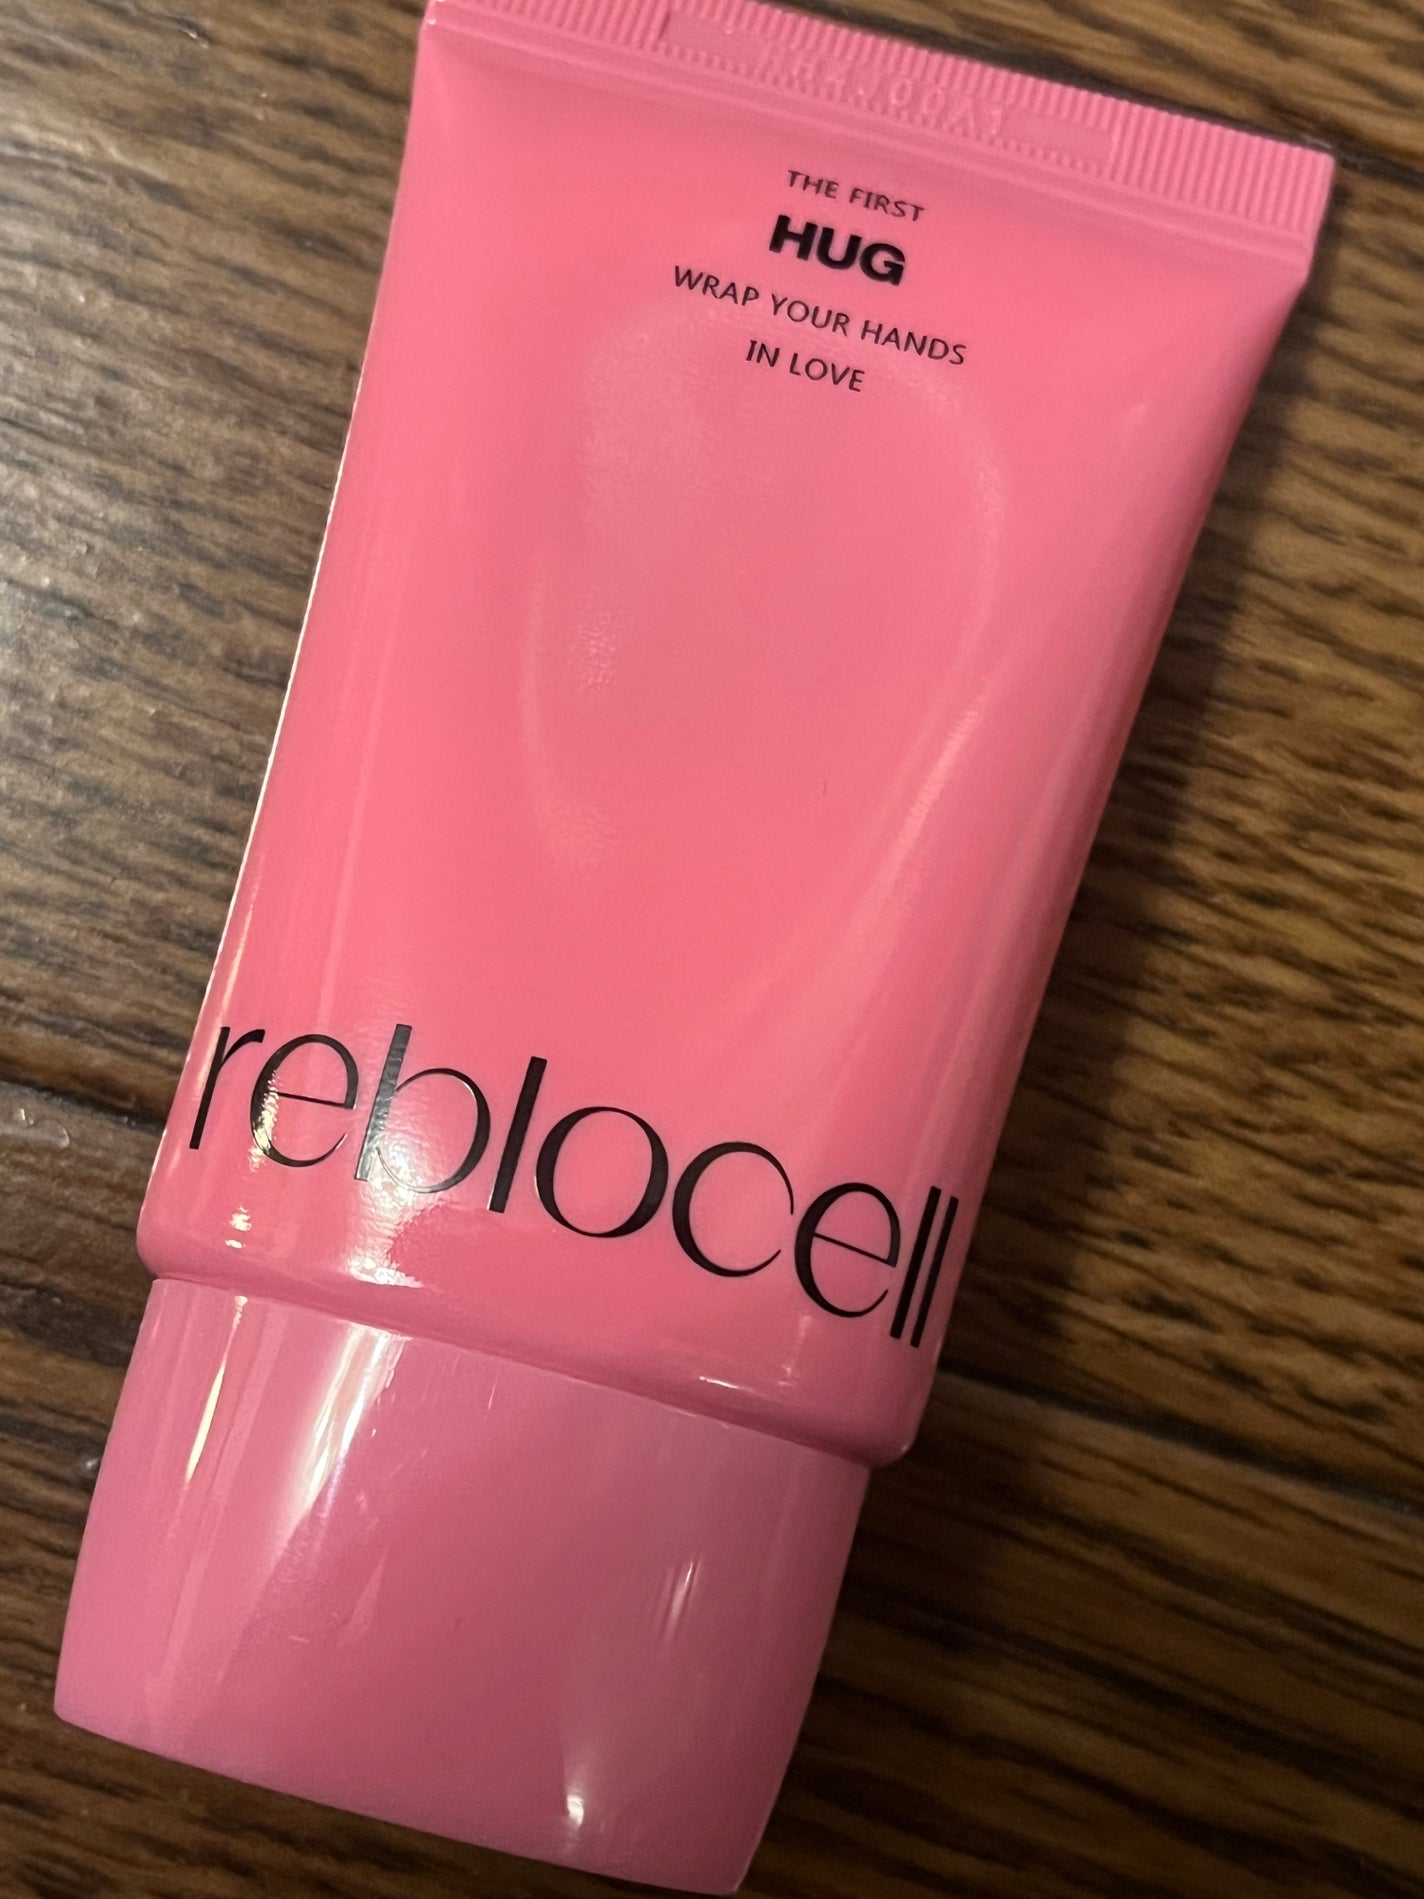 THE FIRST
HUG
WRAP YOUR HANDS
IN LOVE
reblocell